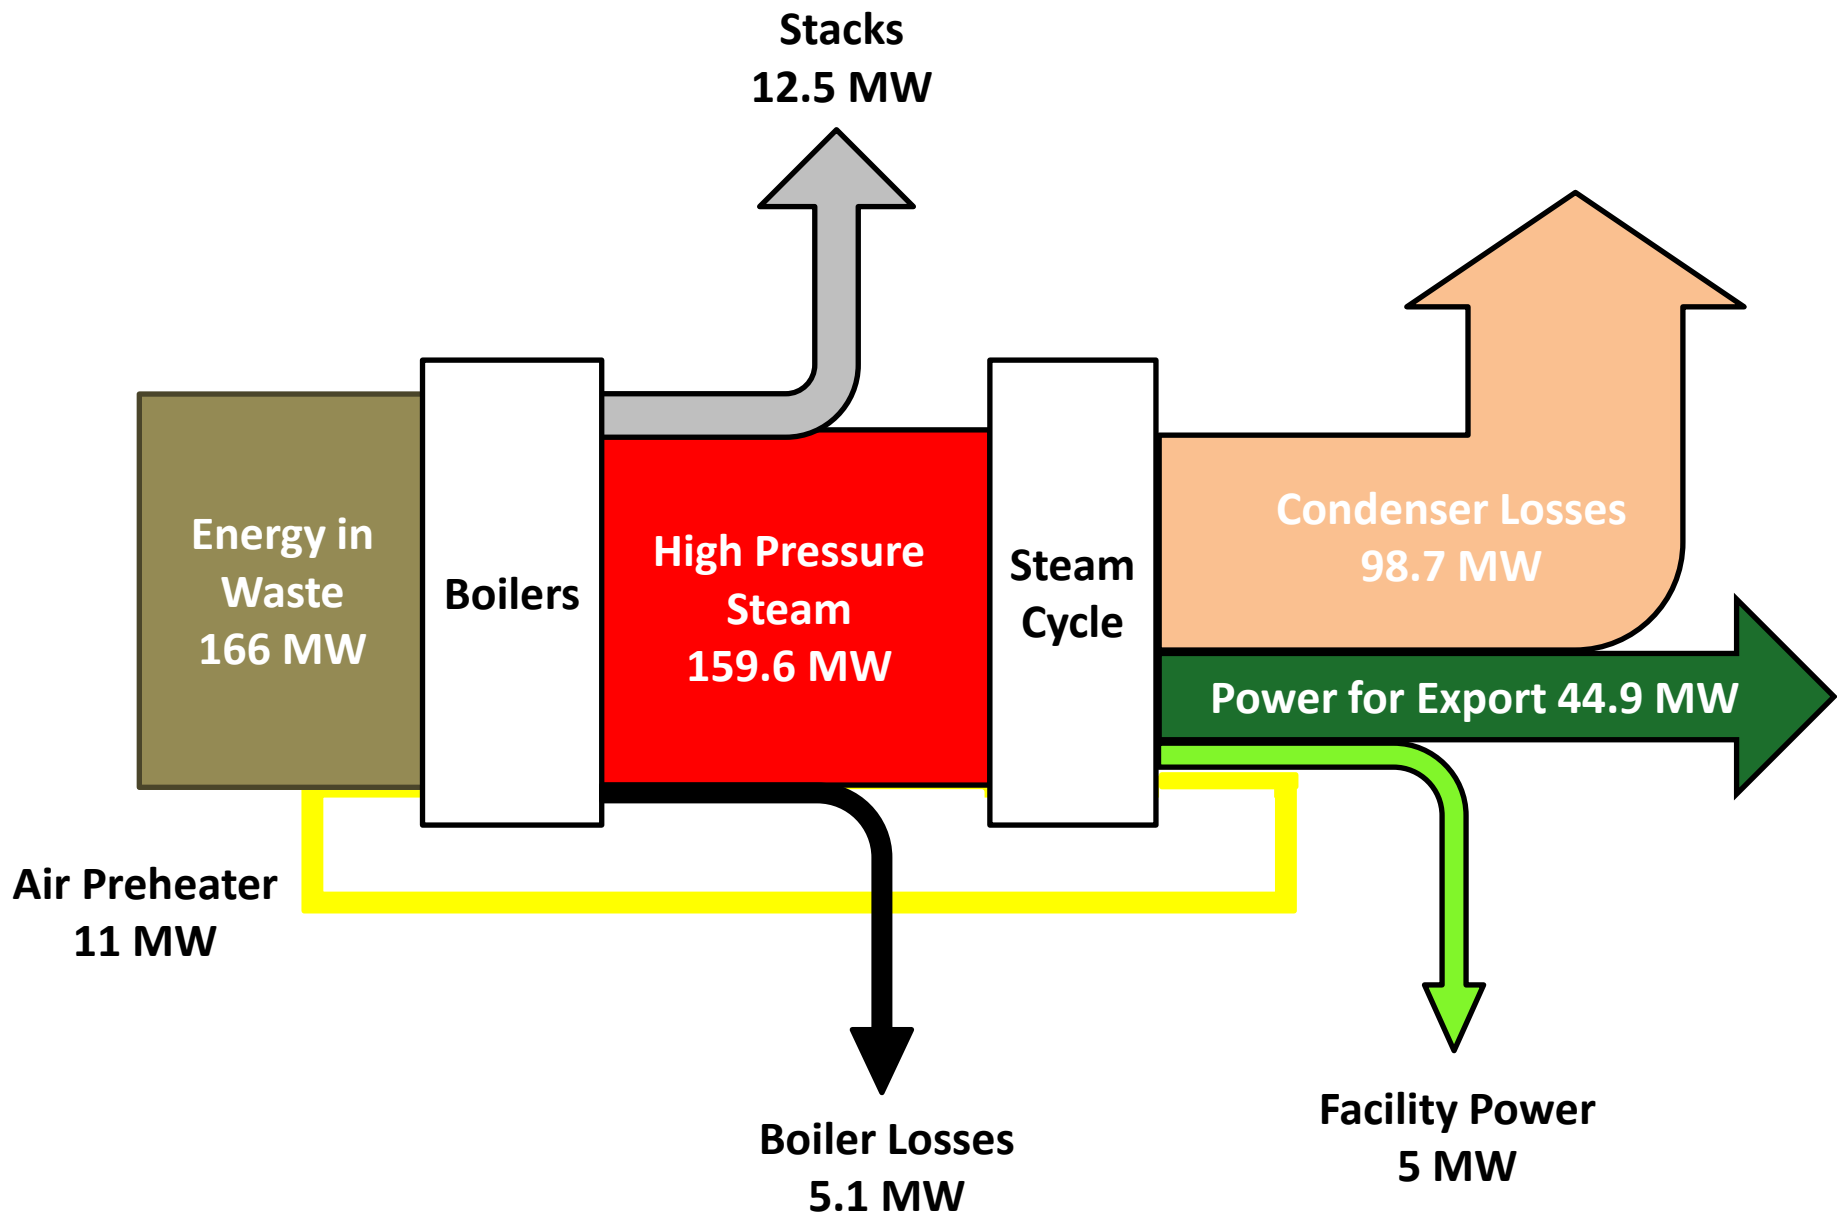 Stacks
12.5 MW
Energy in
Waste
166 MW
Boilers
High Pressure
Steam
159.6 MW
Steam
Cycle
Condenser Losses
98.7 MW
Power for Export 44.9 MW
Air Preheater
11 MW
Boiler Losses
5.1 MW
Facility Power
5 MW